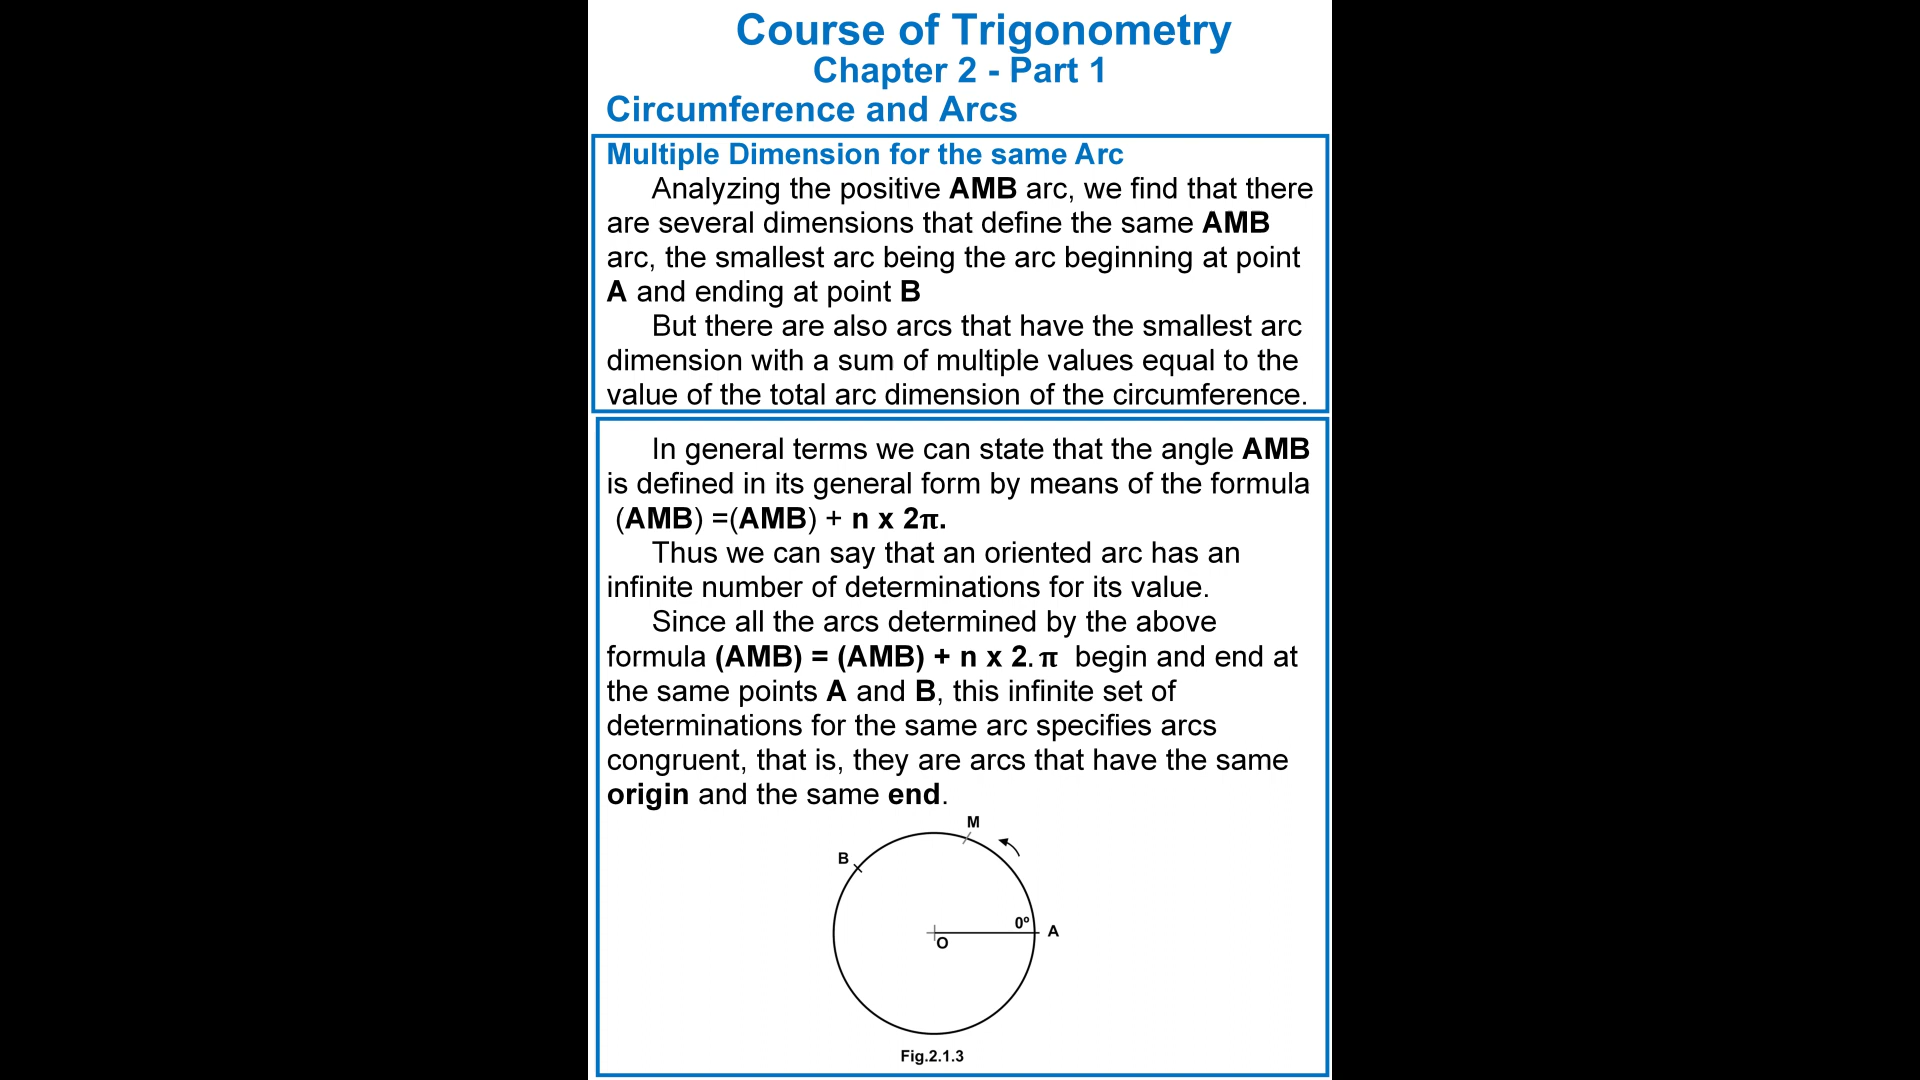 Course of Trigonometry
Chapter 2 - Part 1
Circumference and Arcs
Multiple Dimension for the same Arc
Analyzing the positive AMB arc, we find that there
are several dimensions that define the same AMB
arc, the smallest arc being the arc beginning at point
A and ending at point B
But there are also arcs that have the smallest arc
dimension with a sum of multiple values equal to the
value of the total arc dimension of the circumference.
In general terms we can state that the angle AMB
is defined in its general form by means of the formula
(AMB) =(AMB) + n x 2π.
Thus we can say that an oriented arc has an
infinite number of determinations for its value.
Since all the arcs determined by the above
formula (AMB) = (AMB) + n x 2. π begin and end at
the same points A and B, this infinite set of
determinations for the same arc specifies arcs
congruent, that is, they are arcs that have the same
origin and the same end.
M
B
0º
A
O
Fig.2.1.3